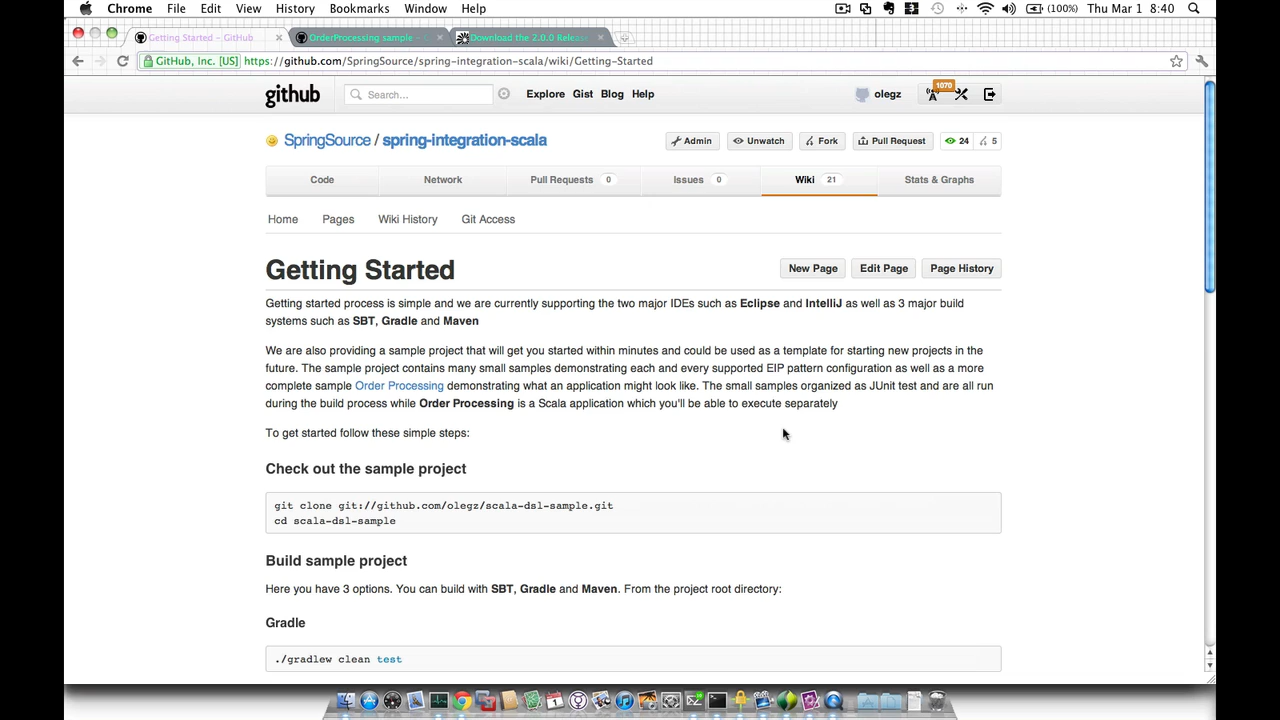 Chrome File Edit View History Bookmarks Window Help (100%) Thu Mar 1 8:40
Getting Started - GitHub OrderProcessing sample - Download the 2.0.0 Releas
GitHub, Inc. [US] https://github.com/SpringSource/spring-integration-scala/wiki/Getting-Started
github Search... Explore Gist Blog Help olegz 1070
SpringSource / spring-integration-scala Admin Unwatch Fork Pull Request 24 5
Code Network Pull Requests 0 Issues 0 Wiki 21 Stats & Graphs
Home Pages Wiki History Git Access
Getting Started New Page Edit Page Page History
Getting started process is simple and we are currently supporting the two major IDEs such as Eclipse and IntelliJ as well as 3 major build
systems such as SBT, Gradle and Maven
We are also providing a sample project that will get you started within minutes and could be used as a template for starting new projects in the
future. The sample project contains many small samples demonstrating each and every supported EIP pattern configuration as well as a more
complete sample Order Processing demonstrating what an application might look like. The small samples organized as JUnit test and are all run
during the build process while Order Processing is a Scala application which you'll be able to execute separately
To get started follow these simple steps:
Check out the sample project
git clone git://github.com/olegz/scala-dsl-sample.git
cd scala-dsl-sample
Build sample project
Here you have 3 options. You can build with SBT, Gradle and Maven. From the project root directory:
Gradle
./gradlew clean test